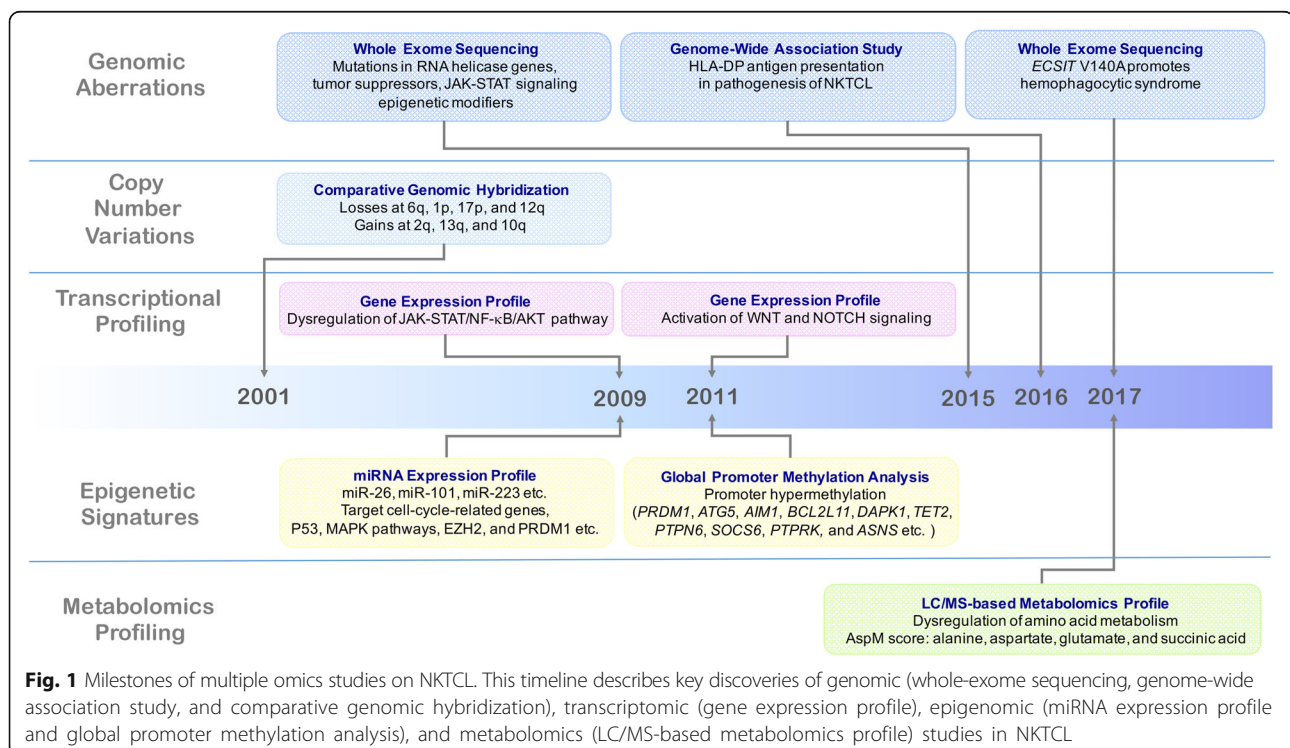 Genomic
Aberrations
Whole Exome Sequencing
Mutations in RNA helicase genes,
tumor suppressors, JAK-STAT signaling
epigenetic modifiers
Genome-Wide Association Study
HLA-DP antigen presentation
in pathogenesis of NKTCL
Whole Exome Sequencing
ECSIT V140A promotes
hemophagocytic syndrome
Copy
Number
Variations
Comparative Genomic Hybridization
Losses at 6q, 1p, 17p, and 12q
Gains at 2q, 13q, and 10q
Transcriptional
Profiling
Gene Expression Profile
Dysregulation of JAK-STAT/NF-κB/AKT pathway
Gene Expression Profile
Activation of WNT and NOTCH signaling
2001
2009
2011
2015
2016
2017
Epigenetic
Signatures
miRNA Expression Profile
miR-26, miR-101, miR-223 etc.
Target cell-cycle-related genes,
P53, MAPK pathways, EZH2, and PRDM1 etc.
Global Promoter Methylation Analysis
Promoter hypermethylation
(PRDM1, ATG5, AIM1, BCL2L11, DAPK1, TET2,
PTPN6, SOCS6, PTPRK, and ASNS etc. )
Metabolomics
Profiling
LC/MS-based Metabolomics Profile
Dysregulation of amino acid metabolism
AspM score: alanine, aspartate, glutamate, and succinic acid
Fig. 1 Milestones of multiple omics studies on NKTCL. This timeline describes key discoveries of genomic (whole-exome sequencing, genome-wide
association study, and comparative genomic hybridization), transcriptomic (gene expression profile), epigenomic (miRNA expression profile
and global promoter methylation analysis), and metabolomics (LC/MS-based metabolomics profile) studies in NKTCL